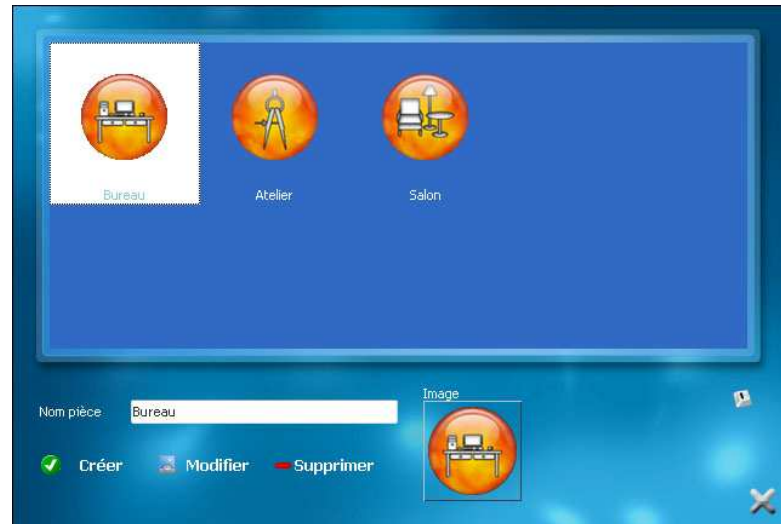 Bureau Atelier Salon
Image
Nom pièce Bureau
Créer Modifier Supprimer